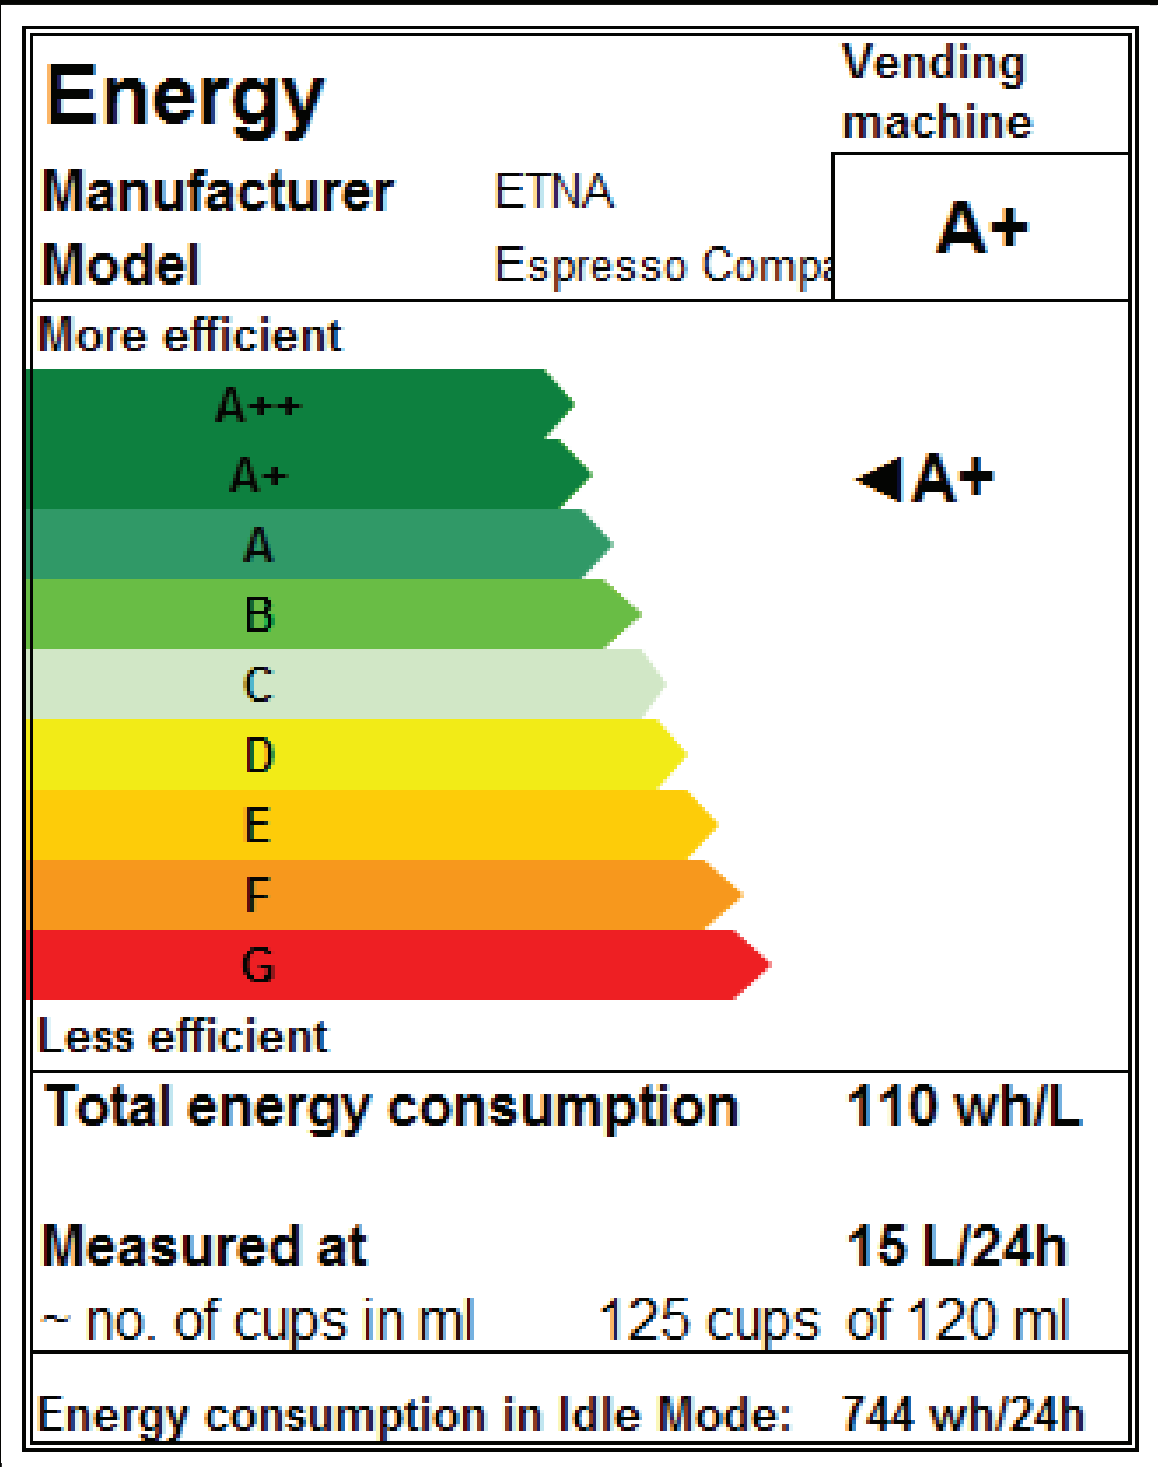 Energy
Vending
machine
Manufacturer ETNA
A+
Model Espresso Compa
More efficient
A++
A+ ◀A+
A
B
C
D
E
F
G
Less efficient
Total energy consumption 110 wh/L
Measured at 15 L/24h
~ no. of cups in ml 125 cups of 120 ml
Energy consumption in Idle Mode: 744 wh/24h